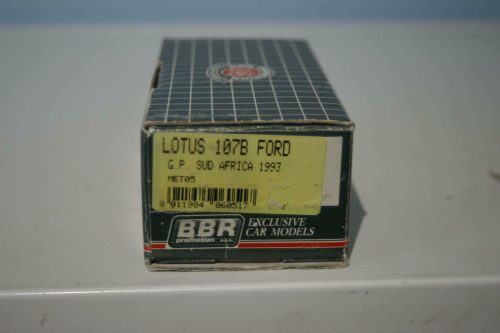 LOTUS 107B FORD
G.P. SUD AFRICA 1993
MET05
8 011984 060517
BBR
promotion s.n.c.
EXCLUSIVE
CAR MODELS